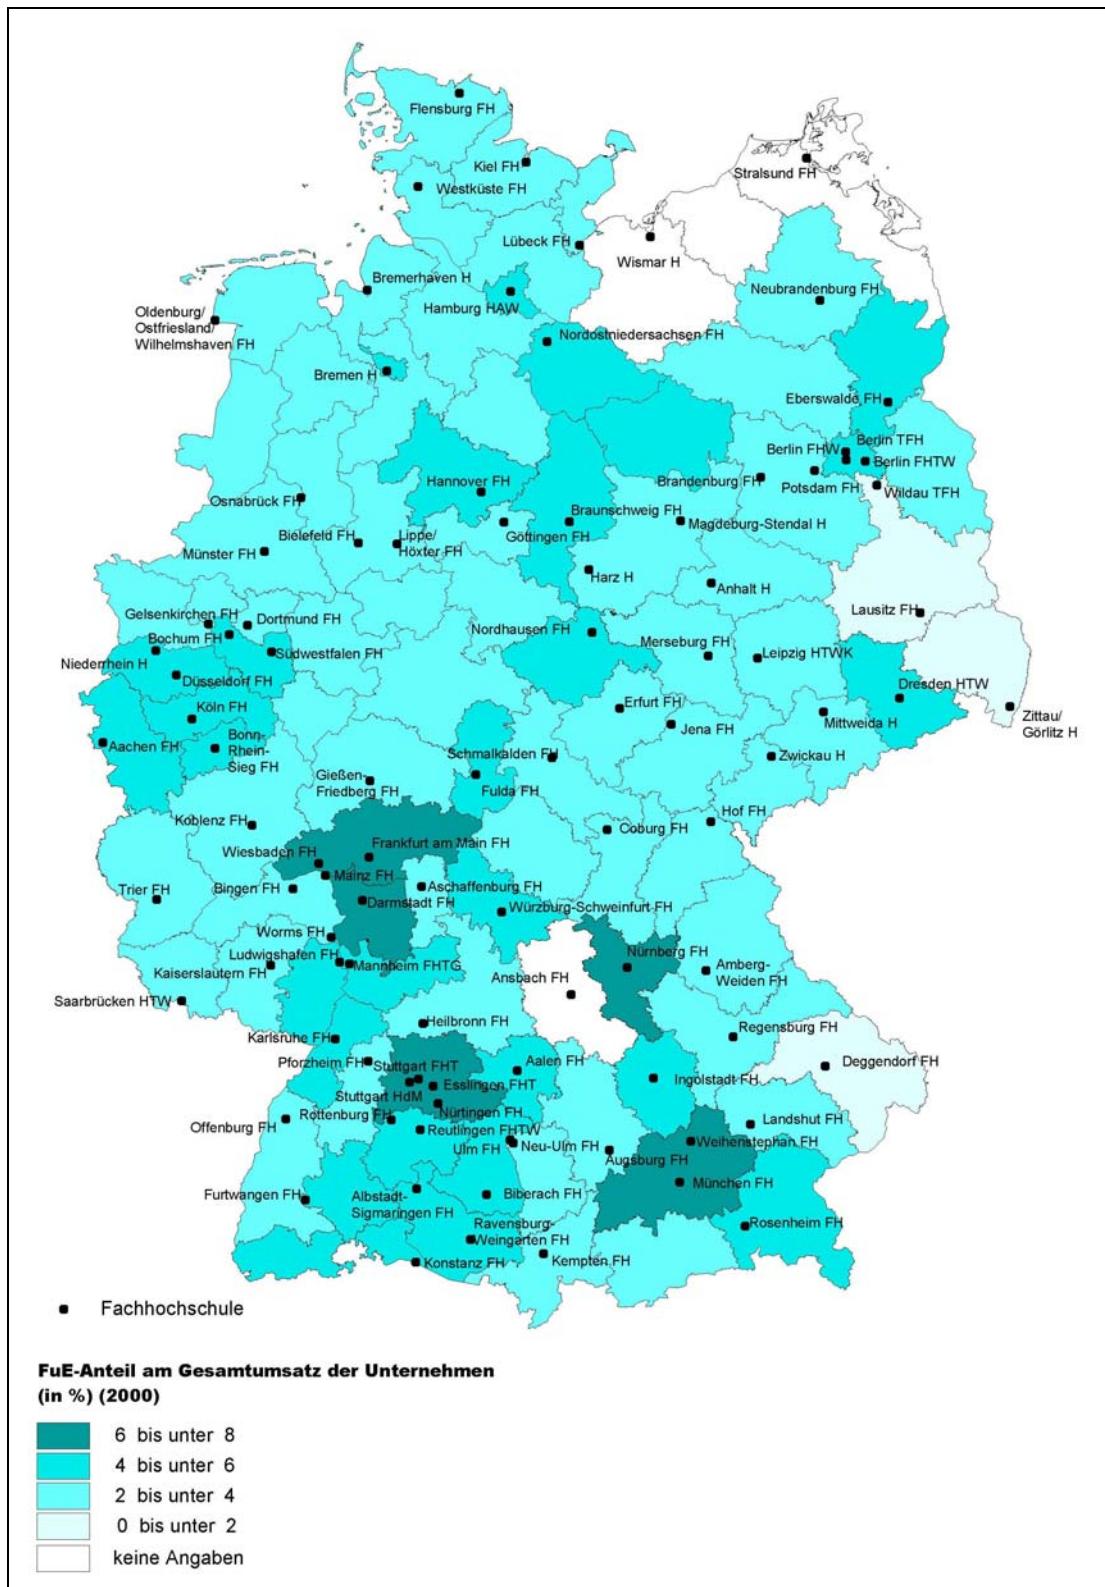 Flensburg FH
Kiel FH
Westküste FH
Stralsund FH
Lübeck FH
Wismar H
Bremerhaven H
Neubrandenburg FH
Hamburg HAW
Oldenburg/
Ostfriesland/
Wilhelmshaven FH
Nordostniedersachsen FH
Bremen H
Eberswalde FH
Berlin TFH
Berlin FHW
Berlin FHTW
Brandenburg FH
Potsdam FH
Wildau TFH
Hannover FH
Osnabrück FH
Braunschweig FH
Magdeburg-Stendal H
Bielefeld FH
Lippe/
Höxter FH
Göttingen FH
Münster FH
Harz H
Anhalt H
Lausitz FH
Gelsenkirchen FH
Dortmund FH
Bochum FH
Nordhausen FH
Merseburg FH
Leipzig HTWK
Südwestfalen FH
Niederrhein H
Düsseldorf FH
Dresden HTW
Köln FH
Erfurt FH
Mittweida H
Zittau/
Görlitz H
Jena FH
Aachen FH
Bonn-
Rhein-
Sieg FH
Schmalkalden FH
Zwickau H
Gießen-
Friedberg FH
Fulda FH
Hof FH
Koblenz FH
Coburg FH
Frankfurt am Main FH
Wiesbaden FH
Mainz FH
Trier FH
Bingen FH
Aschaffenburg FH
Darmstadt FH
Würzburg-Schweinfurt FH
Worms FH
Nürnberg FH
Ludwigshafen FH
Mannheim FHTG
Kaiserslautern FH
Amberg-
Weiden FH
Ansbach FH
Saarbrücken HTW
Heilbronn FH
Regensburg FH
Karlsruhe FH
Pforzheim FH
Stuttgart FHT
Aalen FH
Deggendorf FH
Ingolstadt FH
Esslingen FHT
Stuttgart HdM
Nürtingen FH
Rottenburg FH
Offenburg FH
Landshut FH
Reutlingen FHTW
Weihenstephan FH
Ulm FH
Neu-Ulm FH
Augsburg FH
München FH
Furtwangen FH
Albstadt-
Sigmaringen FH
Biberach FH
Ravensburg-
Weingarten FH
Rosenheim FH
Konstanz FH
Kempten FH
Fachhochschule
FuE-Anteil am Gesamtumsatz der Unternehmen
(in %) (2000)
6 bis unter 8
4 bis unter 6
2 bis unter 4
0 bis unter 2
keine Angaben